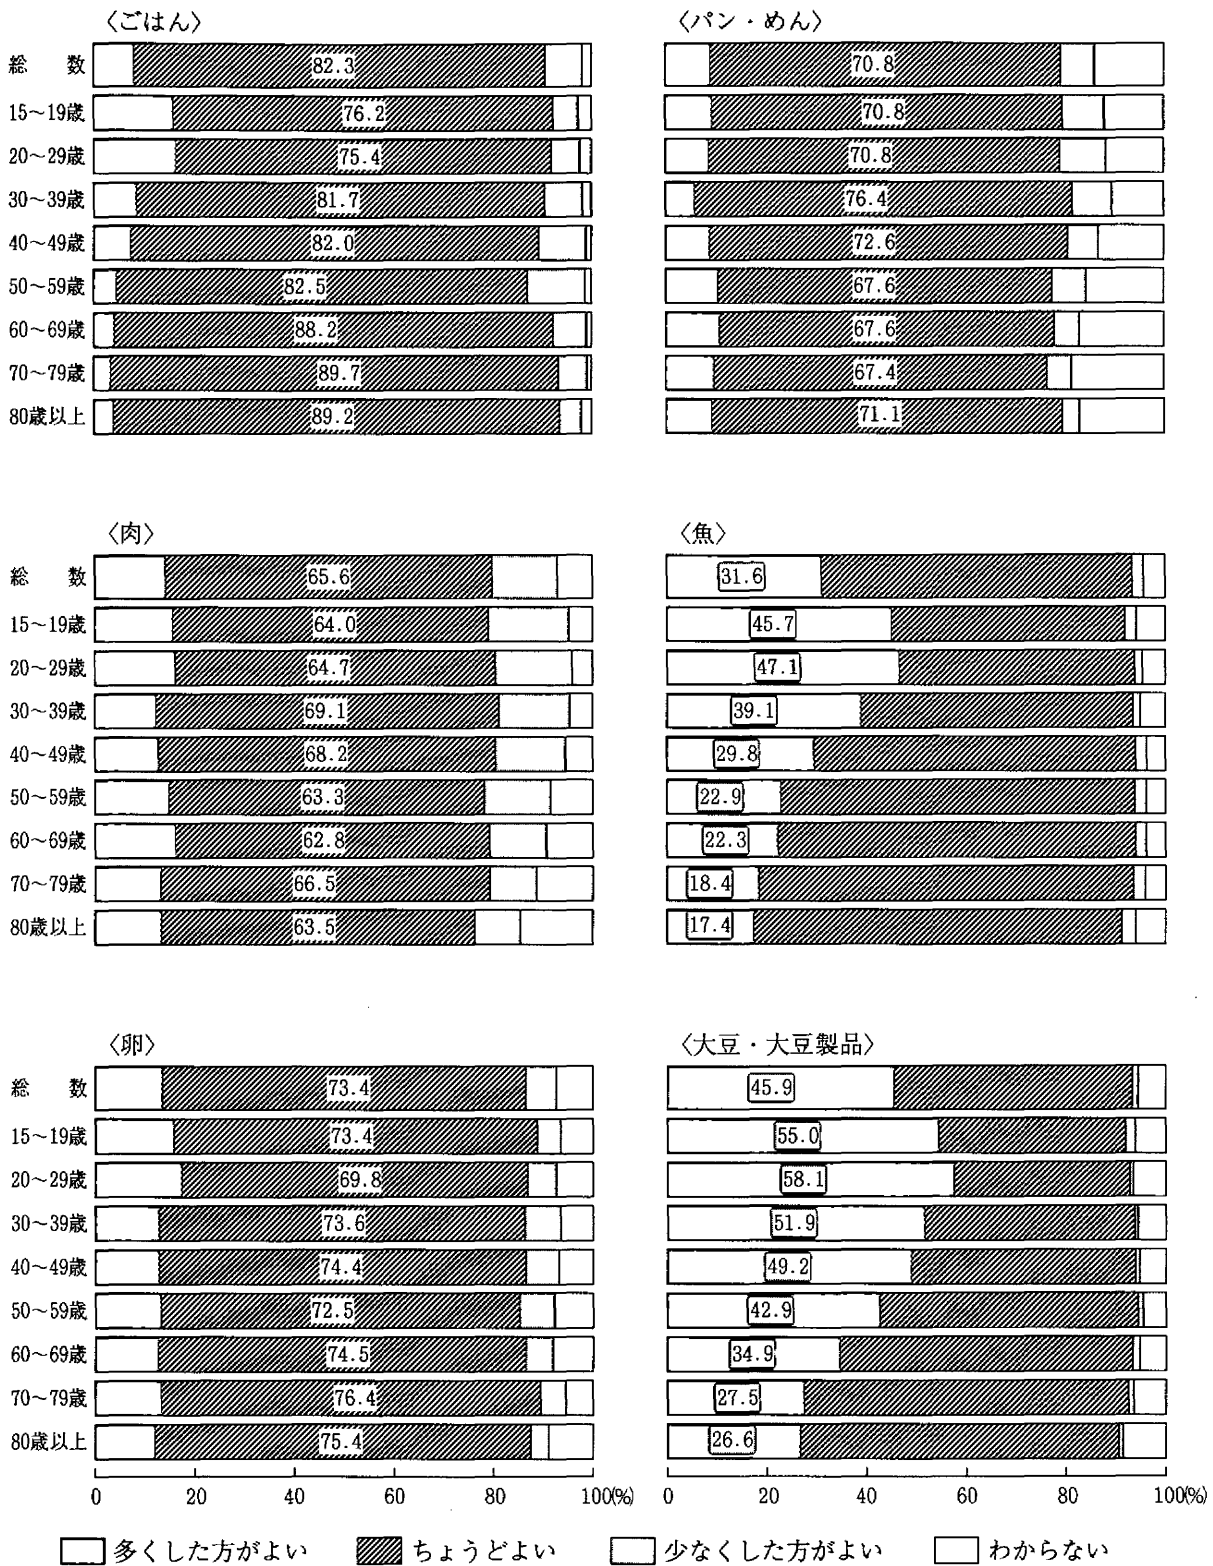 〈ごはん〉 〈パン・めん〉
総 数 82.3 70.8
15～19歳 76.2 70.8
20～29歳 75.4 70.8
30～39歳 81.7 76.4
40～49歳 82.0 72.6
50～59歳 82.5 67.6
60～69歳 88.2 67.6
70～79歳 89.7 67.4
80歳以上 89.2 71.1
〈肉〉 〈魚〉
総 数 65.6 31.6
15～19歳 64.0 45.7
20～29歳 64.7 47.1
30～39歳 69.1 39.1
40～49歳 68.2 29.8
50～59歳 63.3 22.9
60～69歳 62.8 22.3
70～79歳 66.5 18.4
80歳以上 63.5 17.4
〈卵〉 〈大豆・大豆製品〉
総 数 73.4 45.9
15～19歳 73.4 55.0
20～29歳 69.8 58.1
30～39歳 73.6 51.9
40～49歳 74.4 49.2
50～59歳 72.5 42.9
60～69歳 74.5 34.9
70～79歳 76.4 27.5
80歳以上 75.4 26.6
0 20 40 60 80 100(%) 0 20 40 60 80 100(%)
多くした方がよい ちょうどよい 少なくした方がよい わからない